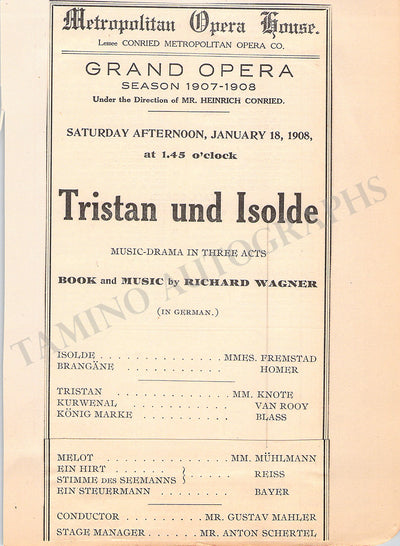 Metropolitan Opera House.
Lessee CONRIED METROPOLITAN OPERA CO.
GRAND OPERA
SEASON 1907-1908
Under the Direction of MR. HEINRICH CONRIED.
SATURDAY AFTERNOON, JANUARY 18, 1908,
at 1.45 o'clock
Tristan und Isolde
MUSIC-DRAMA IN THREE ACTS
BOOK and MUSIC by RICHARD WAGNER
(IN GERMAN.)
ISOLDE . . . . . . . . . . . . MMES. FREMSTAD
BRANGÄNE . . . . . . . . . . HOMER
TRISTAN . . . . . . . . . . . MM. KNOTE
KURWENAL . . . . . . . . . . VAN ROOY
KÖNIG MARKE . . . . . . . . . BLASS
MELOT . . . . . . . . . . . . MM. MÜHLMANN
EIN HIRT . . . . . .
STIMME DES SEEMANNS } . . . . . . REISS
EIN STEUERMANN . . . . . . . . BAYER
CONDUCTOR . . . . . . . . MR. GUSTAV MAHLER
STAGE MANAGER . . . . . . MR. ANTON SCHERTEL
TAMINO AUTOGRAPHS